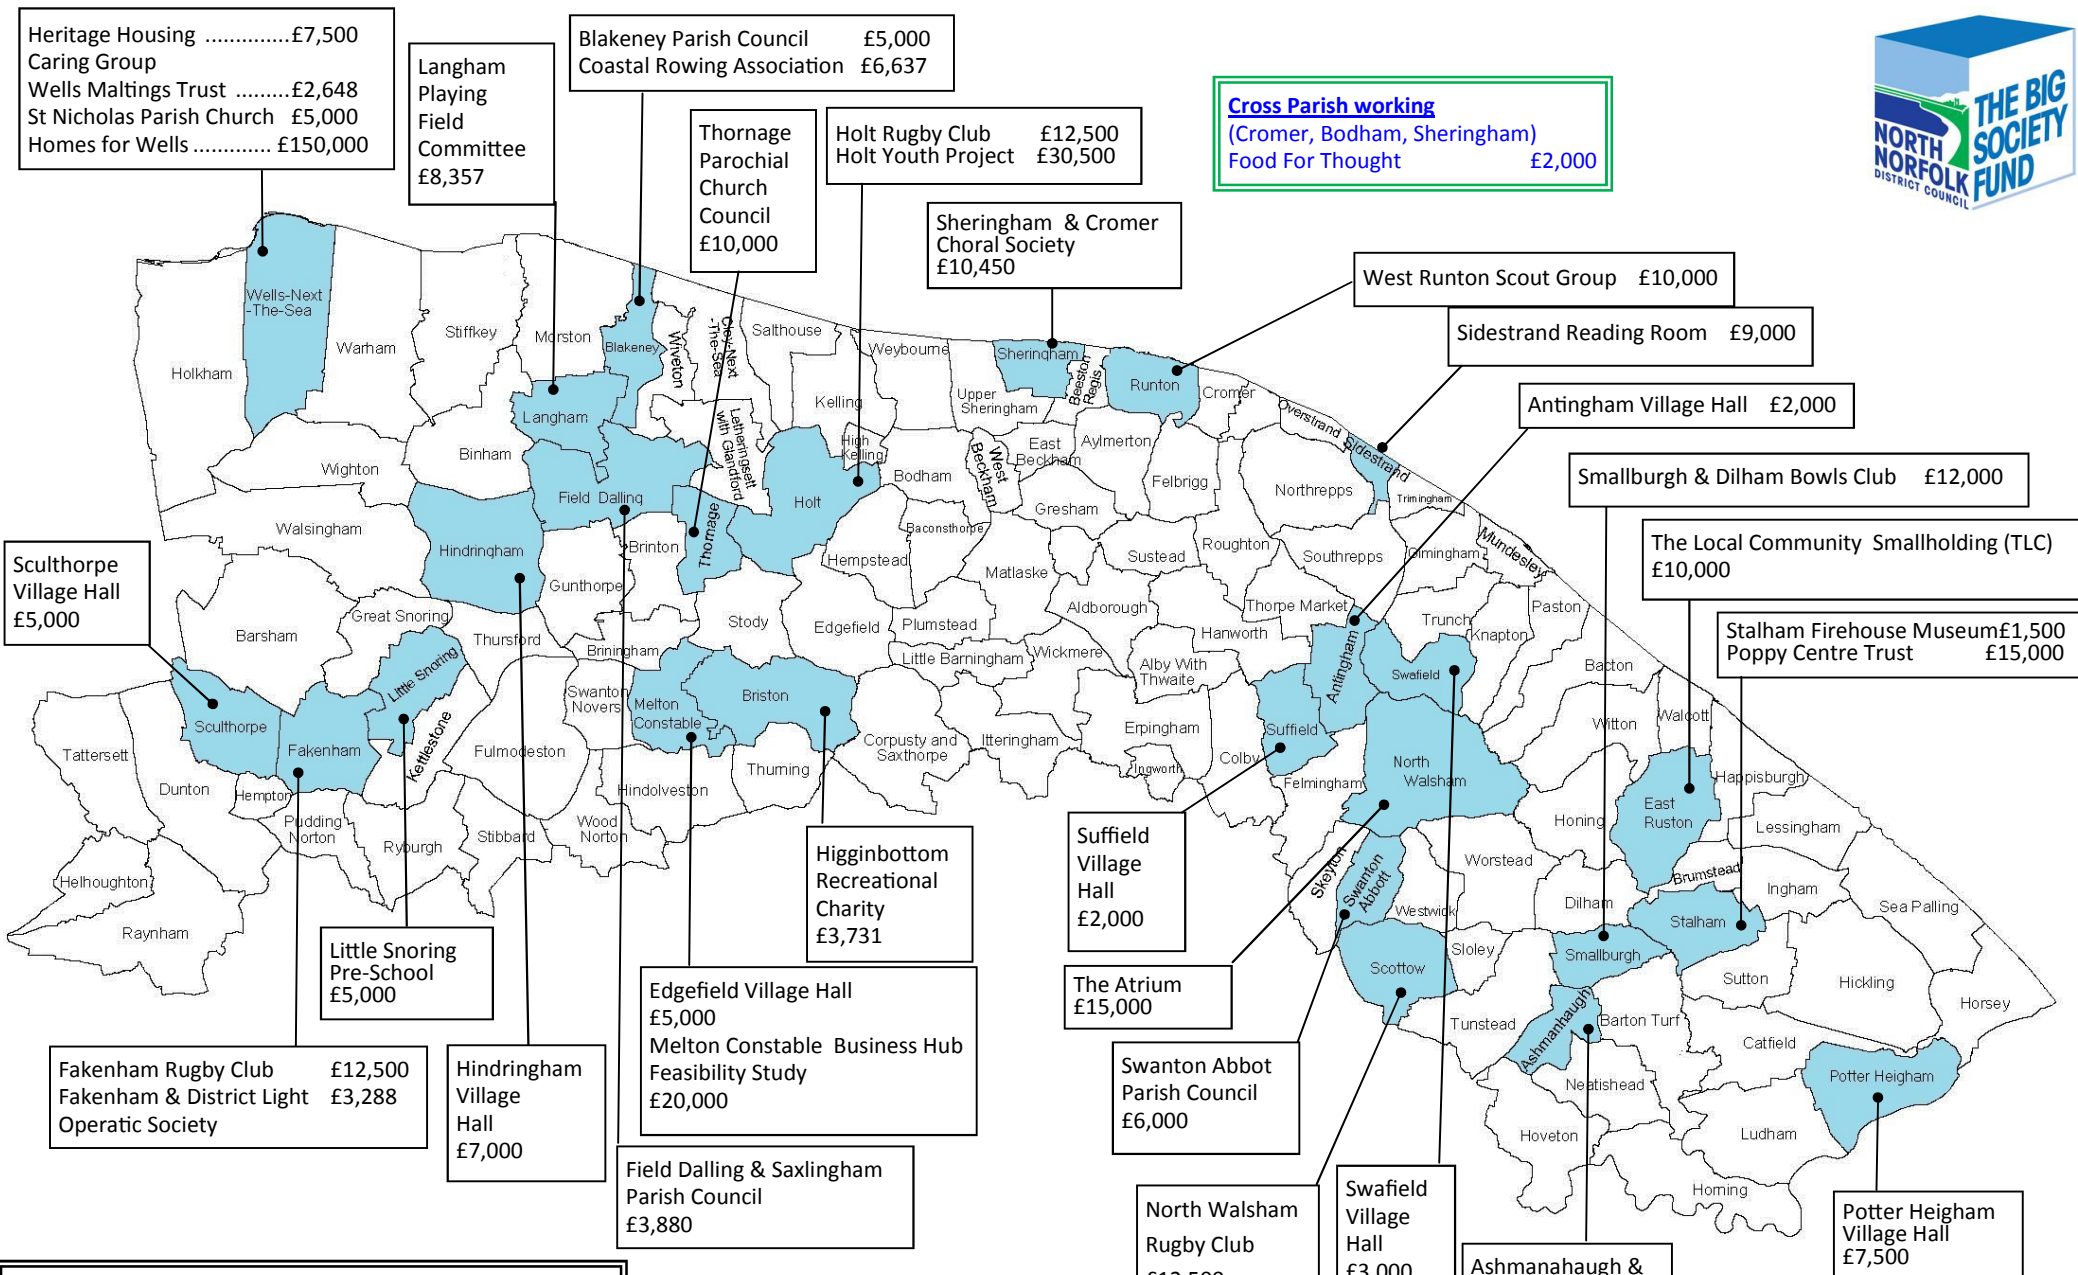 Heritage Housing ..............£7,500
Caring Group
Wells Maltings Trust .........£2,648
St Nicholas Parish Church £5,000
Homes for Wells ............. £150,000
Langham
Playing
Field
Committee
£8,357
Blakeney Parish Council £5,000
Coastal Rowing Association £6,637
Thornage
Parochial
Church
Council
£10,000
Holt Rugby Club £12,500
Holt Youth Project £30,500
Cross Parish working
(Cromer, Bodham, Sheringham)
Food For Thought £2,000
THE BIG
SOCIETY
FUND
NORTH
NORFOLK
DISTRICT COUNCIL
Sheringham & Cromer
Choral Society
£10,450
West Runton Scout Group £10,000
Sidestrand Reading Room £9,000
Antingham Village Hall £2,000
Smallburgh & Dilham Bowls Club £12,000
The Local Community Smallholding (TLC)
£10,000
Stalham Firehouse Museum£1,500
Poppy Centre Trust £15,000
Sculthorpe
Village Hall
£5,000
Wells-Next
-The-Sea
Holkham
Warham
Stiffkey
Morston
Blakeney
Wiveton
Cley-Next
-The-Sea
Salthouse
Weybourne
Sheringham
Beeston
Regis
Runton
Cromer
Overstrand
Sidestrand
Trimingham
Mundesley
Langham
Letheringsett
with Glandford
Kelling
High
Kelling
Upper
Sheringham
Bodham
West
Beckham
East
Beckham
Aylmerton
Felbrigg
Northrepps
Wighton
Binham
Field Dalling
Holt
Gresham
Walsingham
Hindringham
Brinton
Thornage
Baconsthorpe
Hempstead
Matlaske
Sustead
Roughton
Southrepps
Gimingham
Gunthorpe
Barsham
Great Snoring
Thursford
Stody
Edgefield
Plumstead
Aldborough
Thorpe Market
Hanworth
Trunch
Knapton
Paston
Briningham
Little Barningham
Wickmere
Alby With
Thwaite
Antingham
Swafield
Bacton
Little Snoring
Swanton
Novers
Melton
Constable
Briston
Sculthorpe
Fakenham
Kettlestone
Fulmodeston
Corpusty and
Saxthorpe
Itteringham
Erpingham
Ingworth
Colby
Suffield
Felmingham
North
Walsham
Witton
Walcott
Happisburgh
Tattersett
Dunton
Hempton
Pudding
Norton
Ryburgh
Stibbard
Wood
Norton
Hindolveston
Thurning
East
Ruston
Honing
Lessingham
Helhoughton
Raynham
Skeyton
Swanton
Abbott
Westwick
Worstead
Dilham
Brumstead
Ingham
Sea Palling
Stalham
Smallburgh
Sutton
Hickling
Horsey
Scottow
Sloley
Tunstead
Ashmanhaugh
Barton Turf
Catfield
Potter Heigham
Neatishead
Hoveton
Ludham
Horning
Little Snoring
Pre-School
£5,000
Higginbottom
Recreational
Charity
£3,731
Suffield
Village
Hall
£2,000
The Atrium
£15,000
Fakenham Rugby Club £12,500
Fakenham & District Light £3,288
Operatic Society
Hindringham
Village
Hall
£7,000
Edgefield Village Hall
£5,000
Melton Constable Business Hub
Feasibility Study
£20,000
Field Dalling & Saxlingham
Parish Council
£3,880
Swanton Abbot
Parish Council
£6,000
North Walsham
Rugby Club
£12,500
Swafield
Village
Hall
£3,000
Ashmanahaugh &
Potter Heigham
Village Hall
£7,500